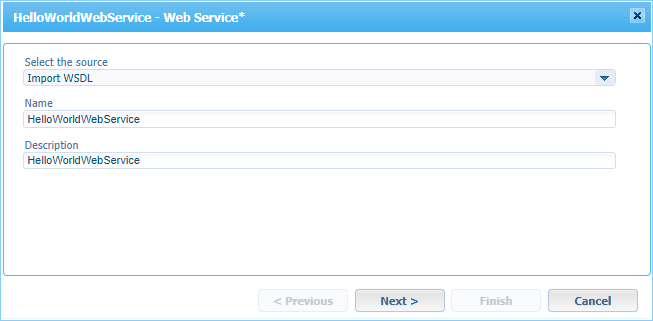 HelloWorldWebService - Web Service*
Select the source
Import WSDL
Name
HelloWorldWebService
Description
HelloWorldWebService
< Previous Next > Finish Cancel